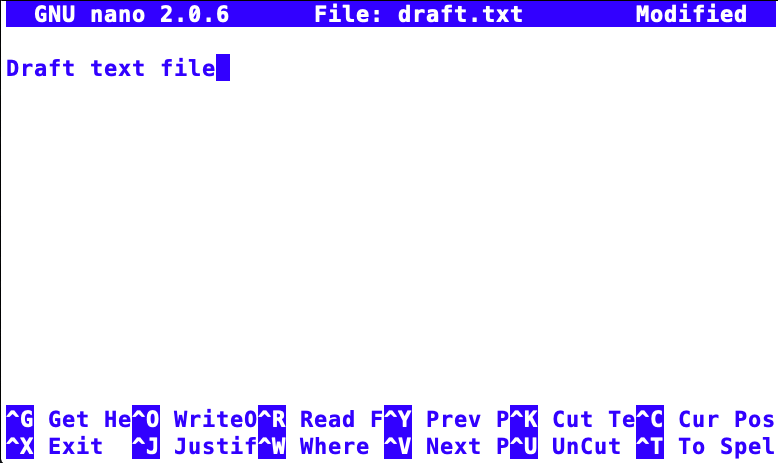 GNU nano 2.0.6 File: draft.txt Modified
Draft text file
^G Get He^O WriteO^R Read F^Y Prev P^K Cut Te^C Cur Pos
^X Exit ^J Justif^W Where ^V Next P^U UnCut ^T To Spel